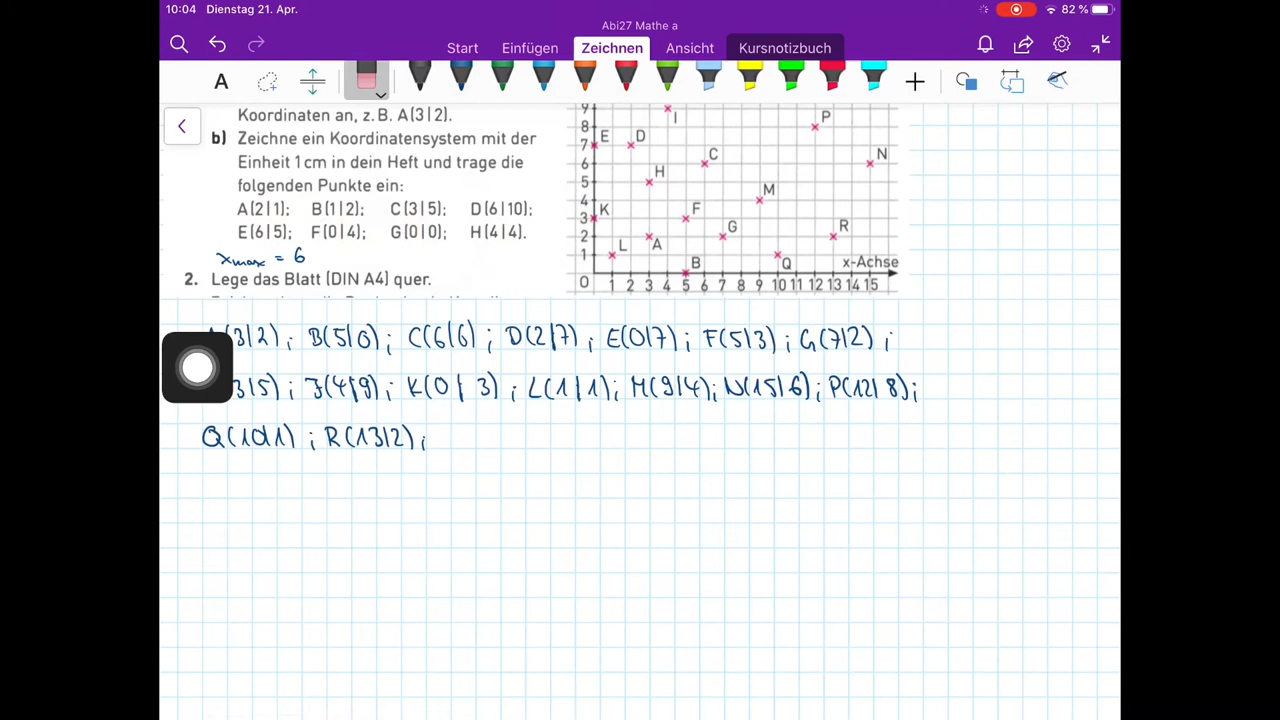 10:04 Dienstag 21. Apr.
82 %
Abi27 Mathe a
Start Einfügen Zeichnen Ansicht Kursnotizbuch
A
Koordinaten an, z. B. A(3|2).
b) Zeichne ein Koordinatensystem mit der
Einheit 1 cm in dein Heft und trage die
folgenden Punkte ein:
A(2|1); B(1|2); C(3|5); D(6|10);
E(6|5); F(0|4); G(0|0); H(4|4).
xmax = 6
2. Lege das Blatt (DIN A4) quer.
9 I
8 P
7 E D
6 C N
5 H
4 M
3 K F
2 A G R
1 L B Q x-Achse
O 1 2 3 4 5 6 7 8 9 10 11 12 13 14 15
3|2) ; B(5|0) ; C(6|6) ; D(2|7) ; E(0|7) ; F(5|3) ; G(7|2) ;
3|5) ; J(4|9) ; K(0|3) ; L(1|1) ; M(9|4) ; N(15|6) ; P(12|8) ;
Q(10|1) ; R(13|2) ;